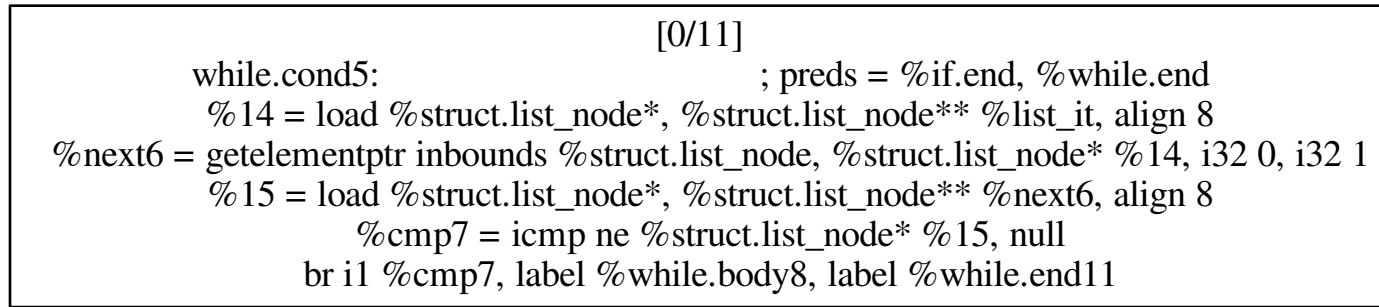 [0/11]
while.cond5: ; preds = %if.end, %while.end
%14 = load %struct.list_node*, %struct.list_node** %list_it, align 8
%next6 = getelementptr inbounds %struct.list_node, %struct.list_node* %14, i32 0, i32 1
%15 = load %struct.list_node*, %struct.list_node** %next6, align 8
%cmp7 = icmp ne %struct.list_node* %15, null
br i1 %cmp7, label %while.body8, label %while.end11